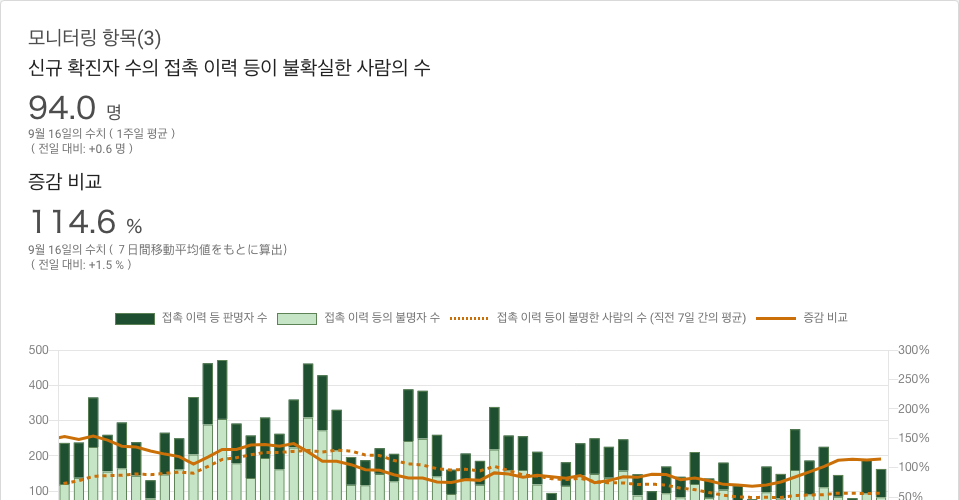 모니터링 항목(3)
신규 확진자 수의 접촉 이력 등이 불확실한 사람의 수
94.0 명
9월 16일의 수치 ( 1주일 평균 )
( 전일 대비: +0.6 명 )
증감 비교
114.6 %
9월 16일의 수치 ( ７日間移動平均値をもとに算出)
( 전일 대비: +1.5 % )
접촉 이력 등 판명자 수 접촉 이력 등의 불명자 수 접촉 이력 등이 불명한 사람의 수 (직전 7일 간의 평균) 증감 비교
500 300%
400 250%
300 200%
200 150%
100 100%
50%